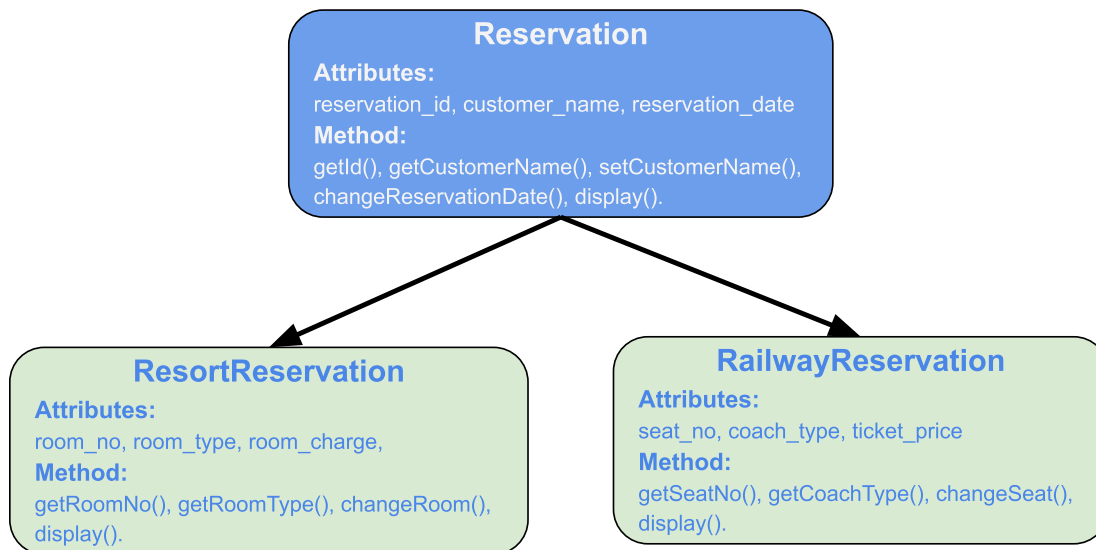 Reservation
Attributes:
reservation_id, customer_name, reservation_date
Method:
getId(), getCustomerName(), setCustomerName(),
changeReservationDate(), display().
ResortReservation
Attributes:
room_no, room_type, room_charge,
Method:
getRoomNo(), getRoomType(), changeRoom(),
display().
RailwayReservation
Attributes:
seat_no, coach_type, ticket_price
Method:
getSeatNo(), getCoachType(), changeSeat(),
display().